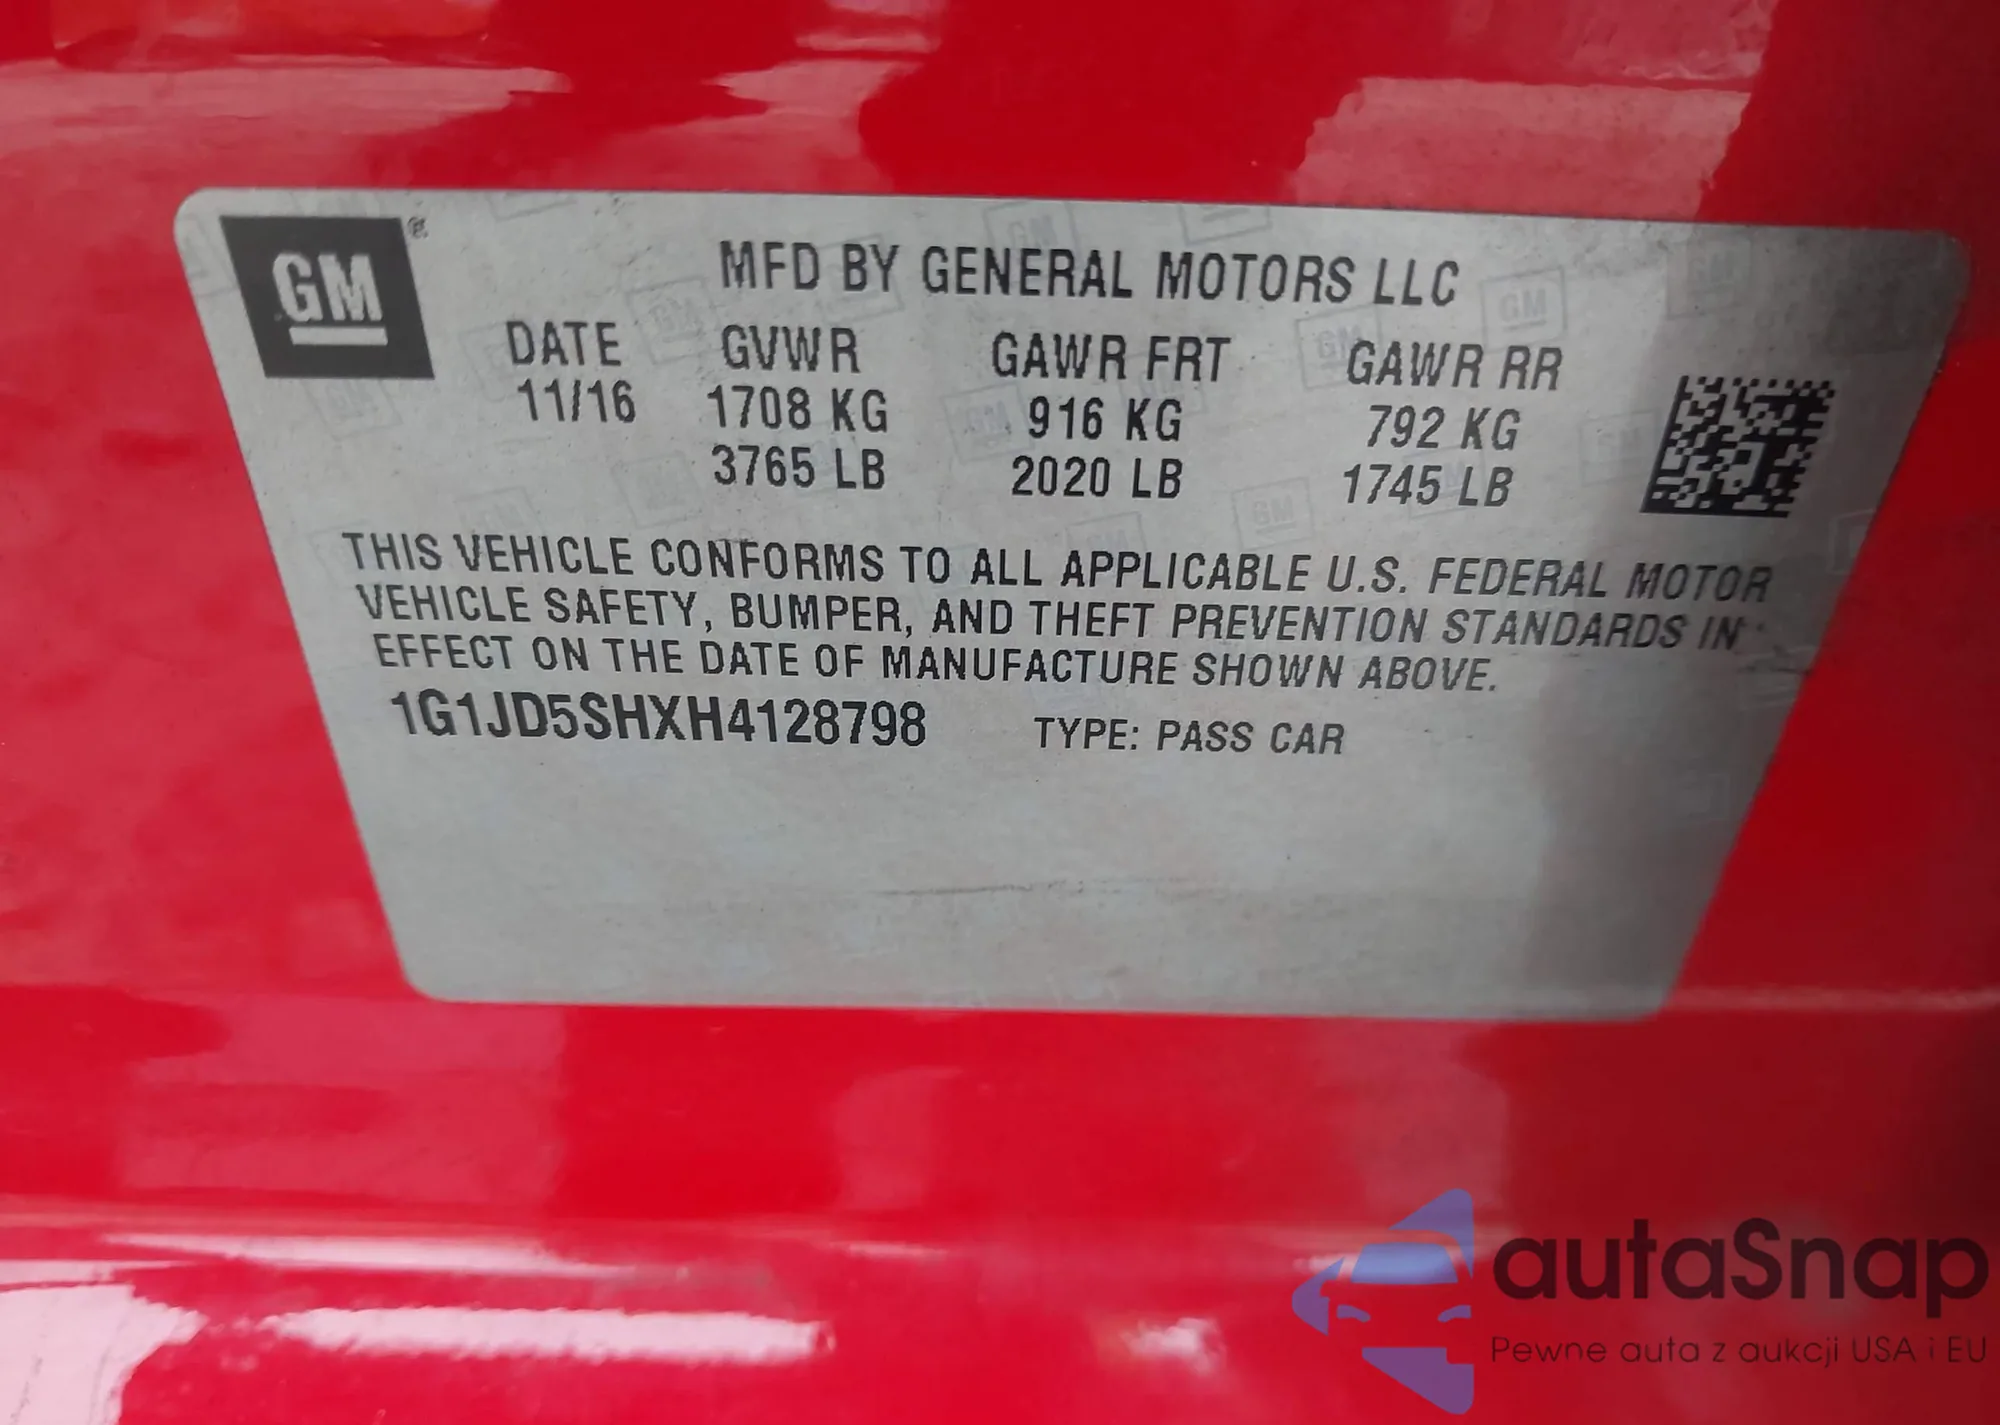 GM
MFD BY GENERAL MOTORS LLC
DATE GVWR GAWR FRT GAWR RR
11/16 1708 KG 916 KG 792 KG
3765 LB 2020 LB 1745 LB
THIS VEHICLE CONFORMS TO ALL APPLICABLE U.S. FEDERAL MOTOR
VEHICLE SAFETY, BUMPER, AND THEFT PREVENTION STANDARDS IN
EFFECT ON THE DATE OF MANUFACTURE SHOWN ABOVE.
1G1JD5SHXH4128798 TYPE: PASS CAR
autaSnap
Pewne auta z aukcji USA i EU